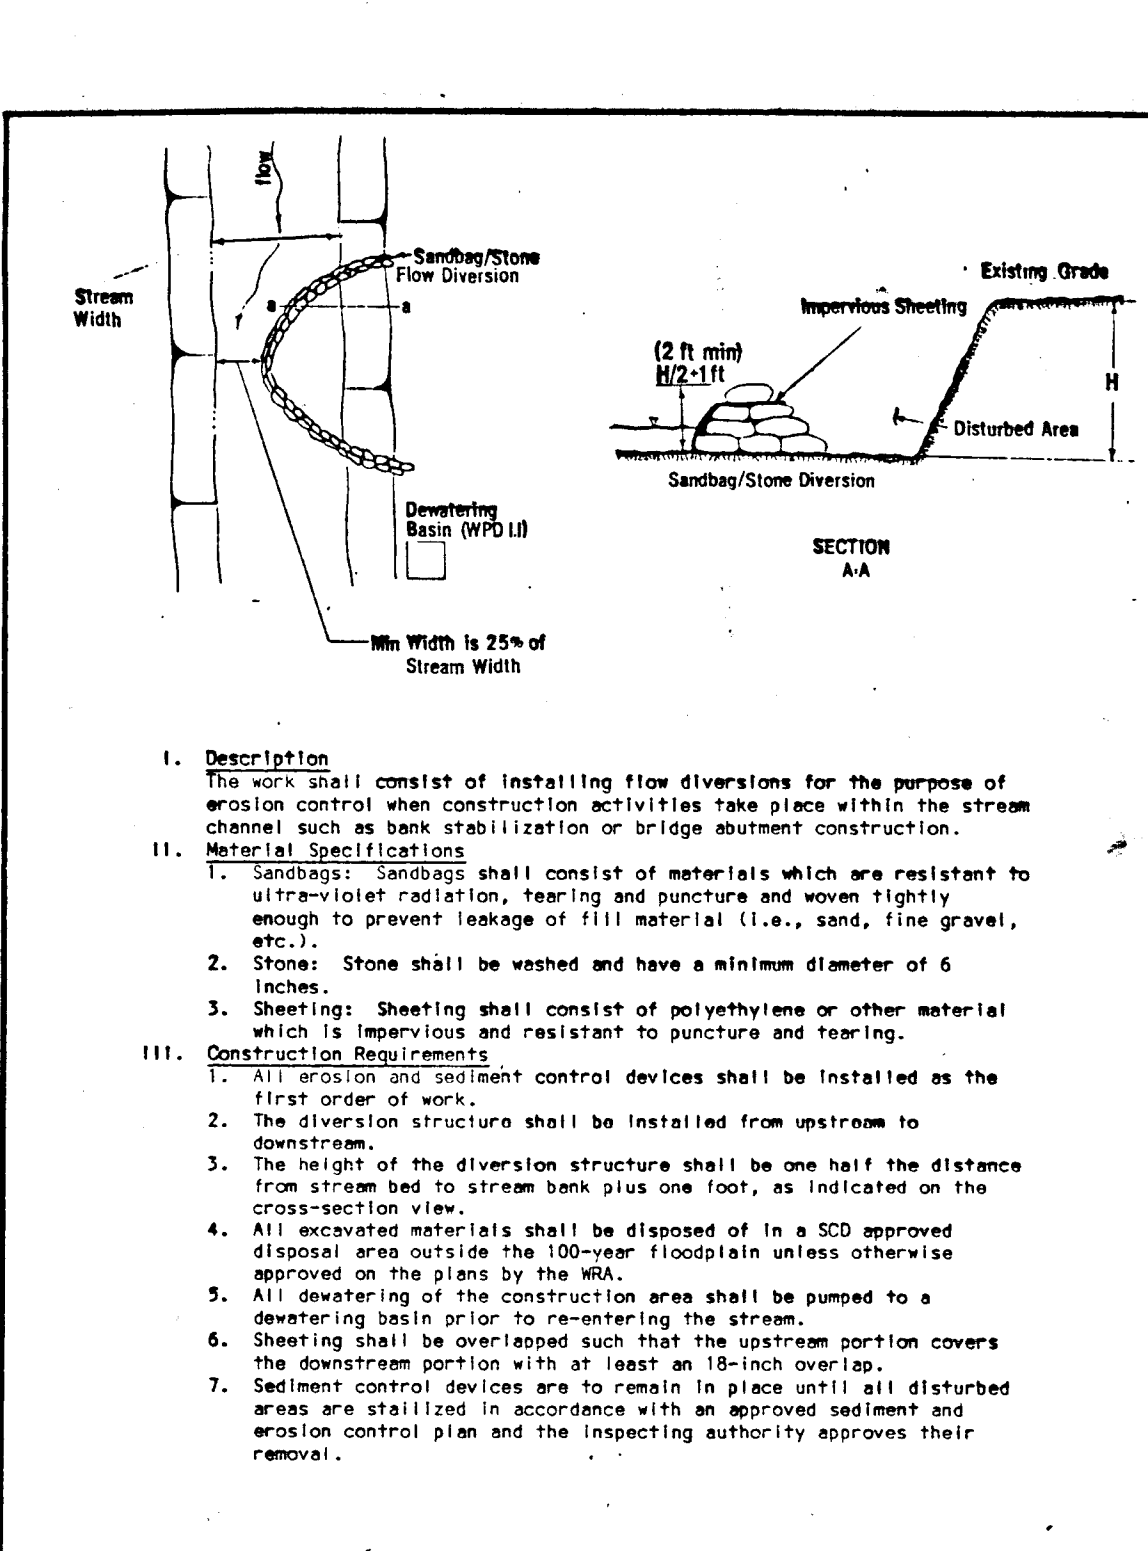 flow
Sandbag/Stone
Flow Diversion
Stream
Width
a
a
Dewatering
Basin (WPD 1.1)
Min Width is 25% of
Stream Width
Existing Grade
Impervious Sheeting
(2 ft min)
H/2+1ft
H
Disturbed Area
Sandbag/Stone Diversion
SECTION
A-A
I. Description
The work shall consist of installing flow diversions for the purpose of
erosion control when construction activities take place within the stream
channel such as bank stabilization or bridge abutment construction.
II. Material Specifications
1. Sandbags: Sandbags shall consist of materials which are resistant to
ultra-violet radiation, tearing and puncture and woven tightly
enough to prevent leakage of fill material (i.e., sand, fine gravel,
etc.).
2. Stone: Stone shall be washed and have a minimum diameter of 6
inches.
3. Sheeting: Sheeting shall consist of polyethylene or other material
which is impervious and resistant to puncture and tearing.
III. Construction Requirements
1. All erosion and sediment control devices shall be installed as the
first order of work.
2. The diversion structure shall be installed from upstream to
downstream.
3. The height of the diversion structure shall be one half the distance
from stream bed to stream bank plus one foot, as indicated on the
cross-section view.
4. All excavated materials shall be disposed of in a SCD approved
disposal area outside the 100-year floodplain unless otherwise
approved on the plans by the WRA.
5. All dewatering of the construction area shall be pumped to a
dewatering basin prior to re-entering the stream.
6. Sheeting shall be overlapped such that the upstream portion covers
the downstream portion with at least an 18-inch overlap.
7. Sediment control devices are to remain in place until all disturbed
areas are stailized in accordance with an approved sediment and
erosion control plan and the inspecting authority approves their
removal.